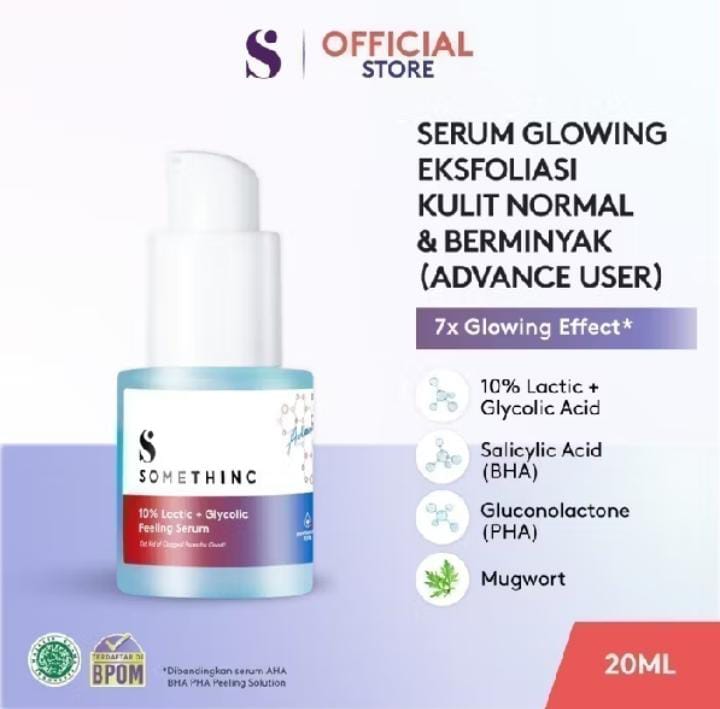 S
OFFICIAL
STORE
SERUM GLOWING
EKSFOLIASI
KULIT NORMAL
& BERMINYAK
(ADVANCE USER)
7x Glowing Effect*
10% Lactic +
Glycolic Acid
Salicylic Acid
(BHA)
Gluconolactone
(PHA)
Mugwort
S
SOMETHINC
10% Lactic + Glycolic
Peeling Serum
TERDAFTAR DI
BPOM
*Dibandingkan serum AHA
BHA PHA Peeling Solution
20ML